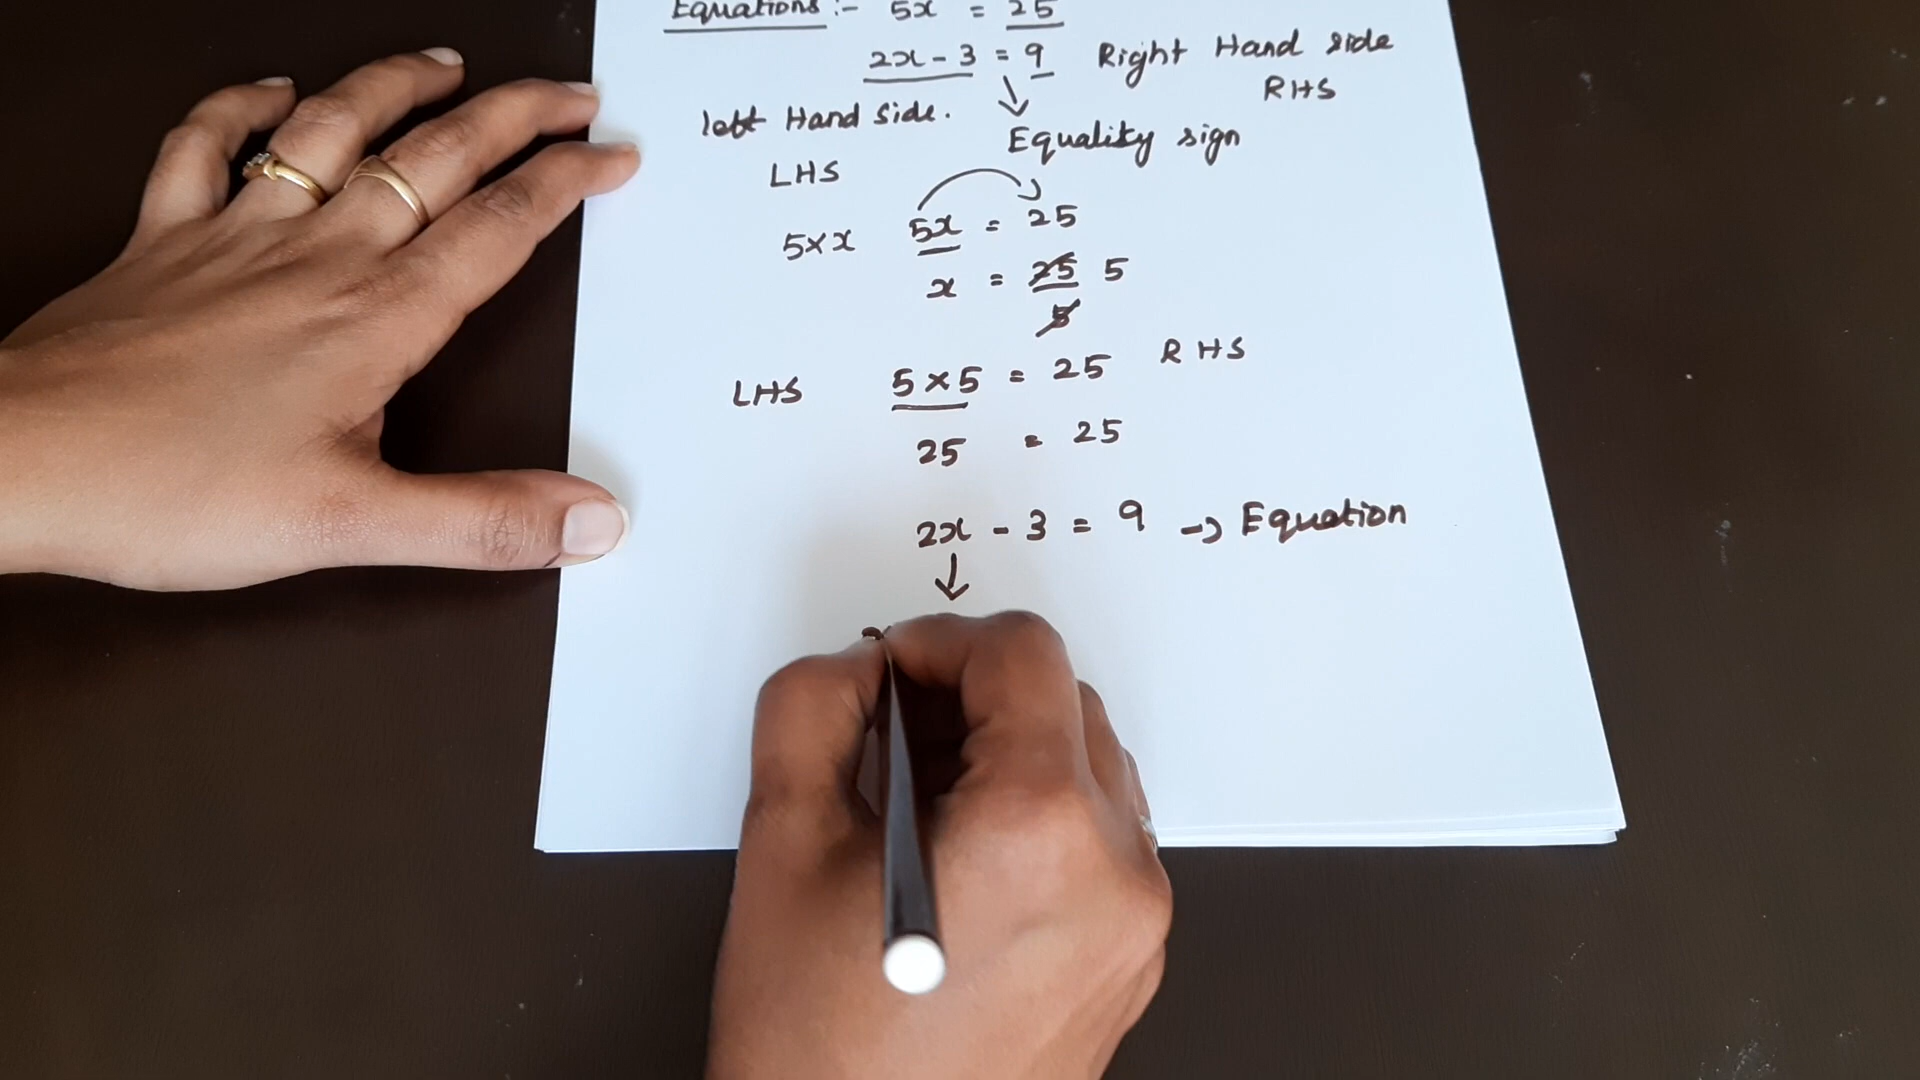 Equations :- 5x = 25
2x - 3 = 9 Right Hand side
RHS
left Hand Side.
Equality sign
LHS
5×x 5x = 25
x = 25 5
5
LHS 5×5 = 25 RHS
25 = 25
2x - 3 = 9 → Equation